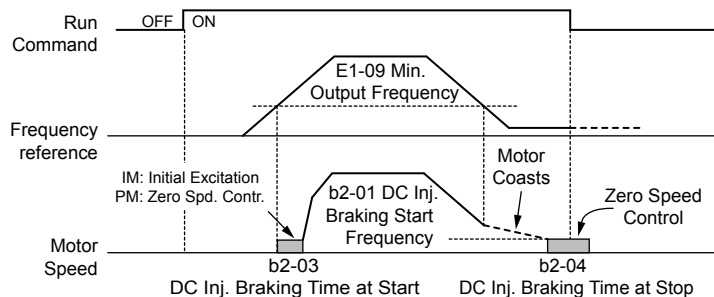 Run
Command
OFF
ON
E1-09 Min.
Output Frequency
Frequency
reference
IM: Initial Excitation
PM: Zero Spd. Contr.
b2-01 DC Inj.
Braking Start
Frequency
Motor
Coasts
Zero Speed
Control
Motor
Speed
b2-03
DC Inj. Braking Time at Start
b2-04
DC Inj. Braking Time at Stop